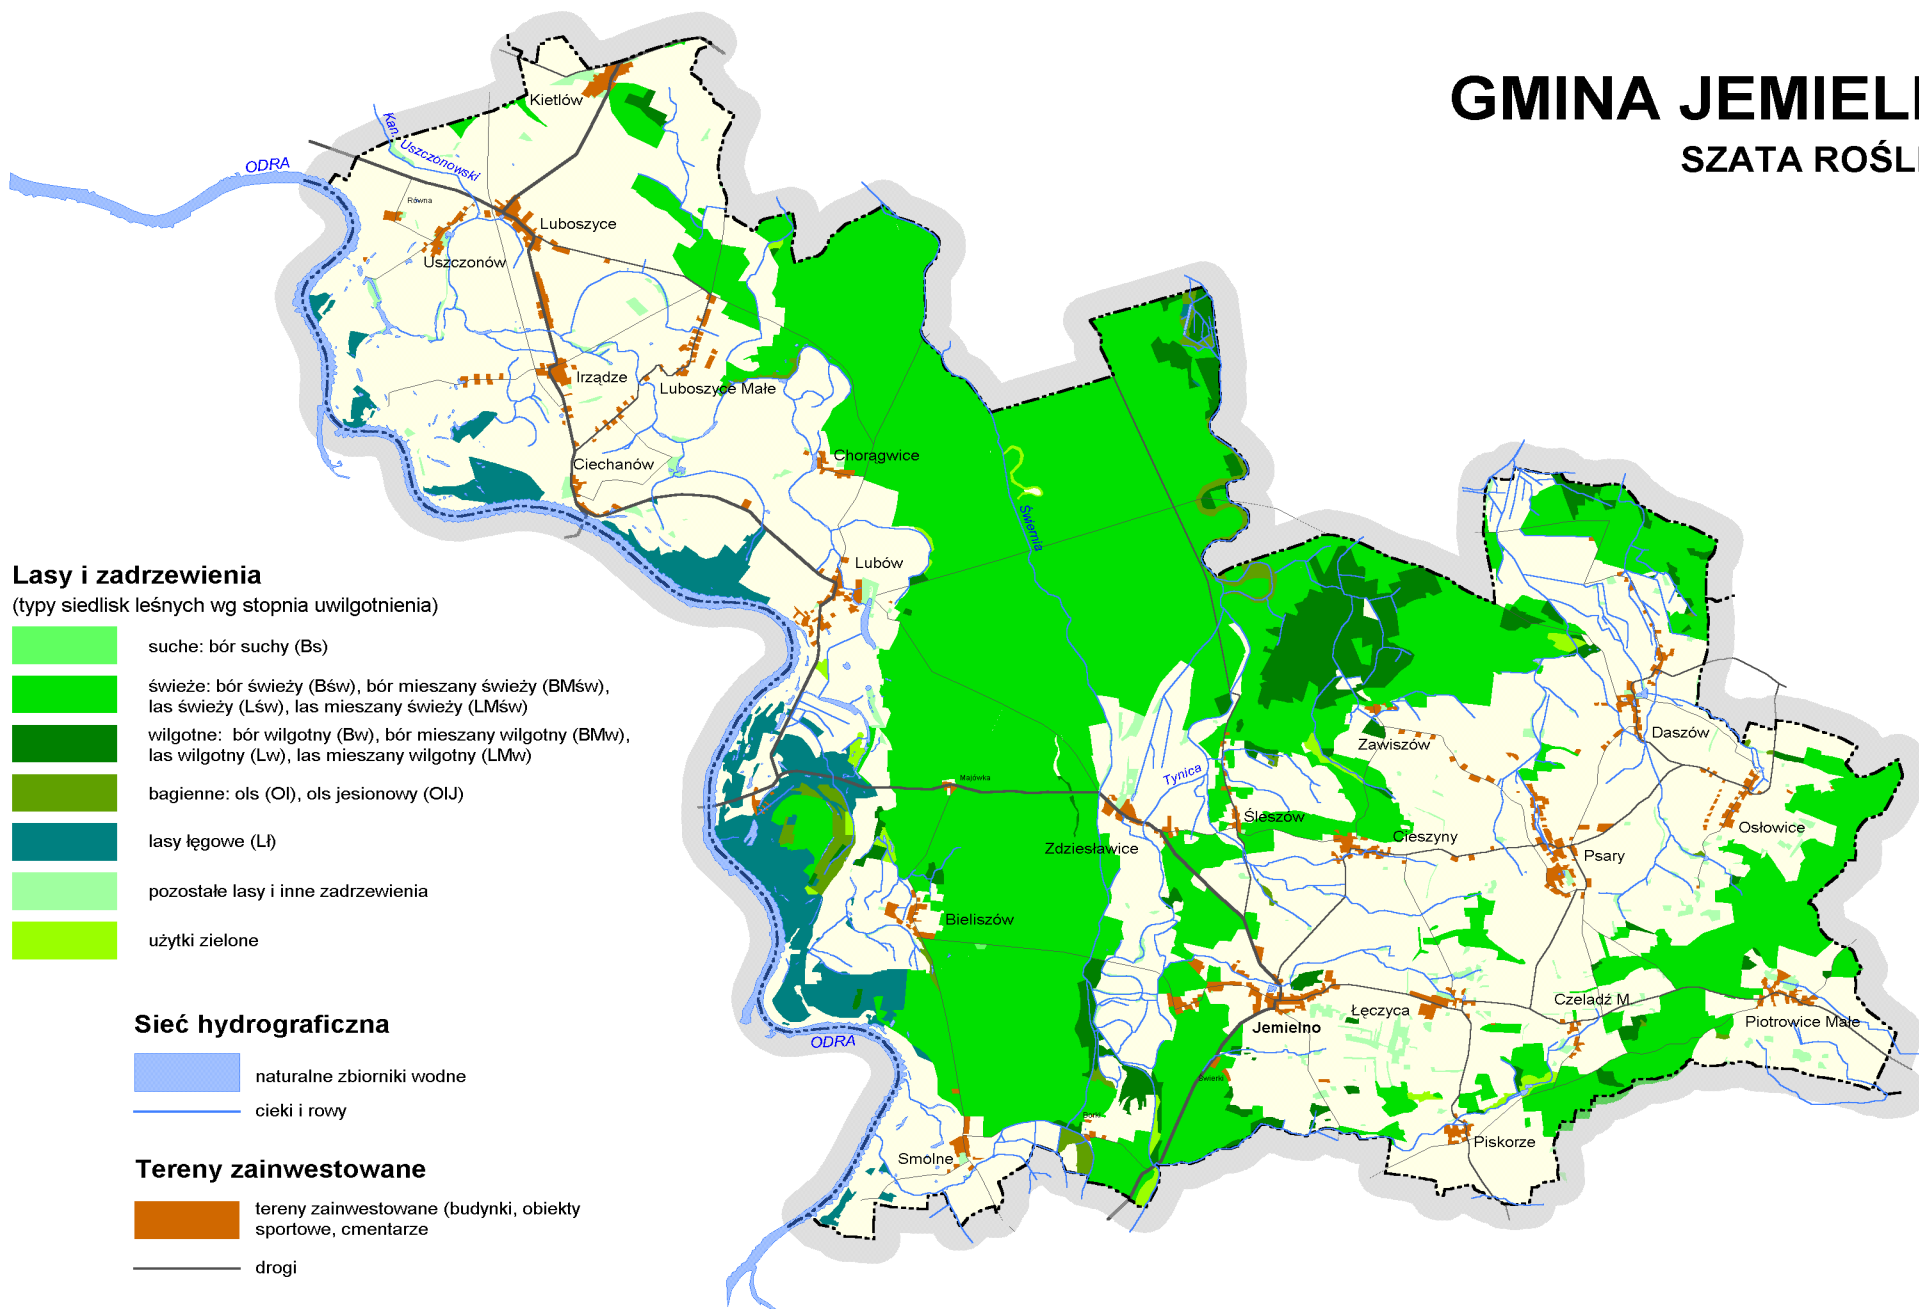 GMINA JEMIEL
SZATA ROŚL
Kietlów
Kan. Uszczonowski
ODRA
Równa
Luboszyce
Uszczonów
Irządze
Luboszyce Małe
Ciechanów
Chorągwice
Świernia
Lubów
Lasy i zadrzewienia
(typy siedlisk leśnych wg stopnia uwilgotnienia)
suche: bór suchy (Bs)
świeże: bór świeży (Bśw), bór mieszany świeży (BMśw),
las świeży (Lśw), las mieszany świeży (LMśw)
wilgotne: bór wilgotny (Bw), bór mieszany wilgotny (BMw),
las wilgotny (Lw), las mieszany wilgotny (LMw)
bagienne: ols (Ol), ols jesionowy (OlJ)
lasy łęgowe (Lł)
pozostałe lasy i inne zadrzewienia
użytki zielone
Daszów
Zawiszów
Tynica
Majówka
Śleszów
Osłowice
Cieszyny
Zdziesławice
Psary
Bieliszów
Czeladź M.
Łęczyca
Piotrowice Małe
Jemielno
ODRA
Świerki
Borki
Piskorze
Smolne
Sieć hydrograficzna
naturalne zbiorniki wodne
cieki i rowy
Tereny zainwestowane
tereny zainwestowane (budynki, obiekty
sportowe, cmentarze
drogi